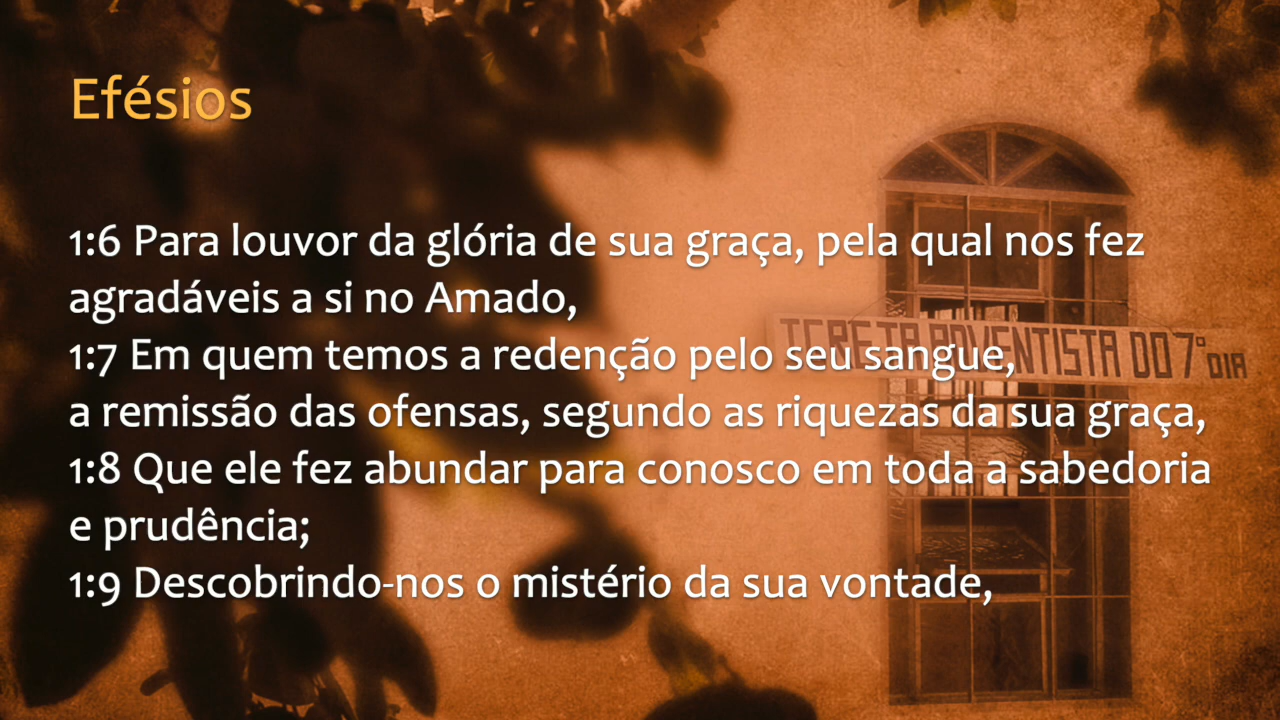 Efésios
1:6 Para louvor da glória de sua graça, pela qual nos fez
agradáveis a si no Amado,
1:7 Em quem temos a redenção pelo seu sangue,
a remissão das ofensas, segundo as riquezas da sua graça,
1:8 Que ele fez abundar para conosco em toda a sabedoria
e prudência;
1:9 Descobrindo-nos o mistério da sua vontade,
ADVENTISTA DO 7º DIA